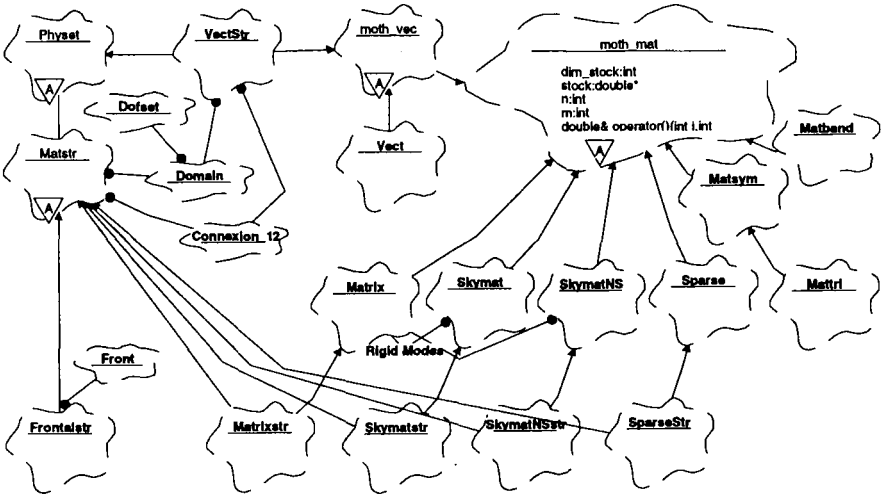 Physet
VectStr
moth_vec
moth_mat
dim_stock:int
stock:double*
n:int
m:int
double& operator()(int i,int
A
A
Dofset
Matstr
Domain
Vect
A
Matband
Matsym
A
Connexion_12
Matrix
Skymat
SkymatNS
Sparse
Mattri
Rigid Modes
Front
Frontalstr
Matrixstr
Skymatstr
SkymatNSstr
SparseStr